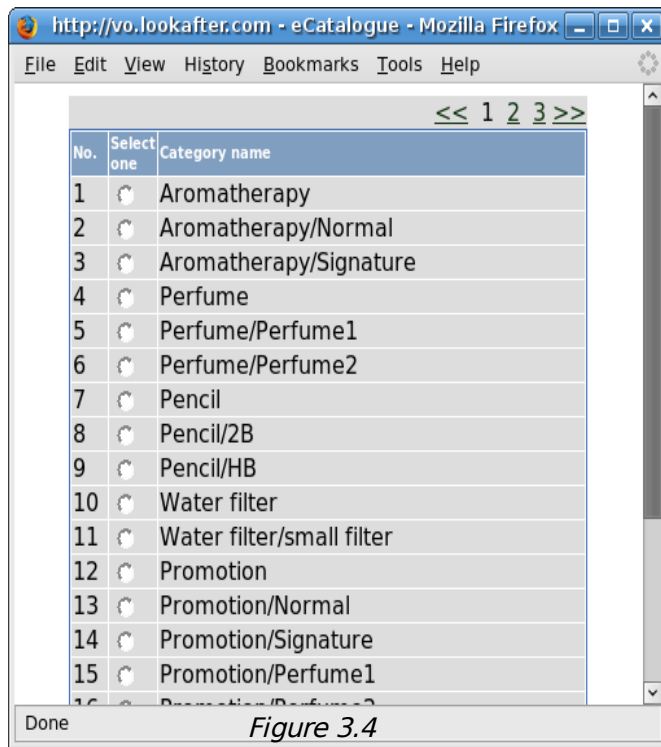 http://vo.lookafter.com - eCatalogue - Mozilla Firefox
File Edit View History Bookmarks Tools Help
<< 1 2 3 >>
No. Select one Category name
1 Aromatherapy
2 Aromatherapy/Normal
3 Aromatherapy/Signature
4 Perfume
5 Perfume/Perfume1
6 Perfume/Perfume2
7 Pencil
8 Pencil/2B
9 Pencil/HB
10 Water filter
11 Water filter/small filter
12 Promotion
13 Promotion/Normal
14 Promotion/Signature
15 Promotion/Perfume1
16 Promotion/Perfume2
Done
Figure 3.4